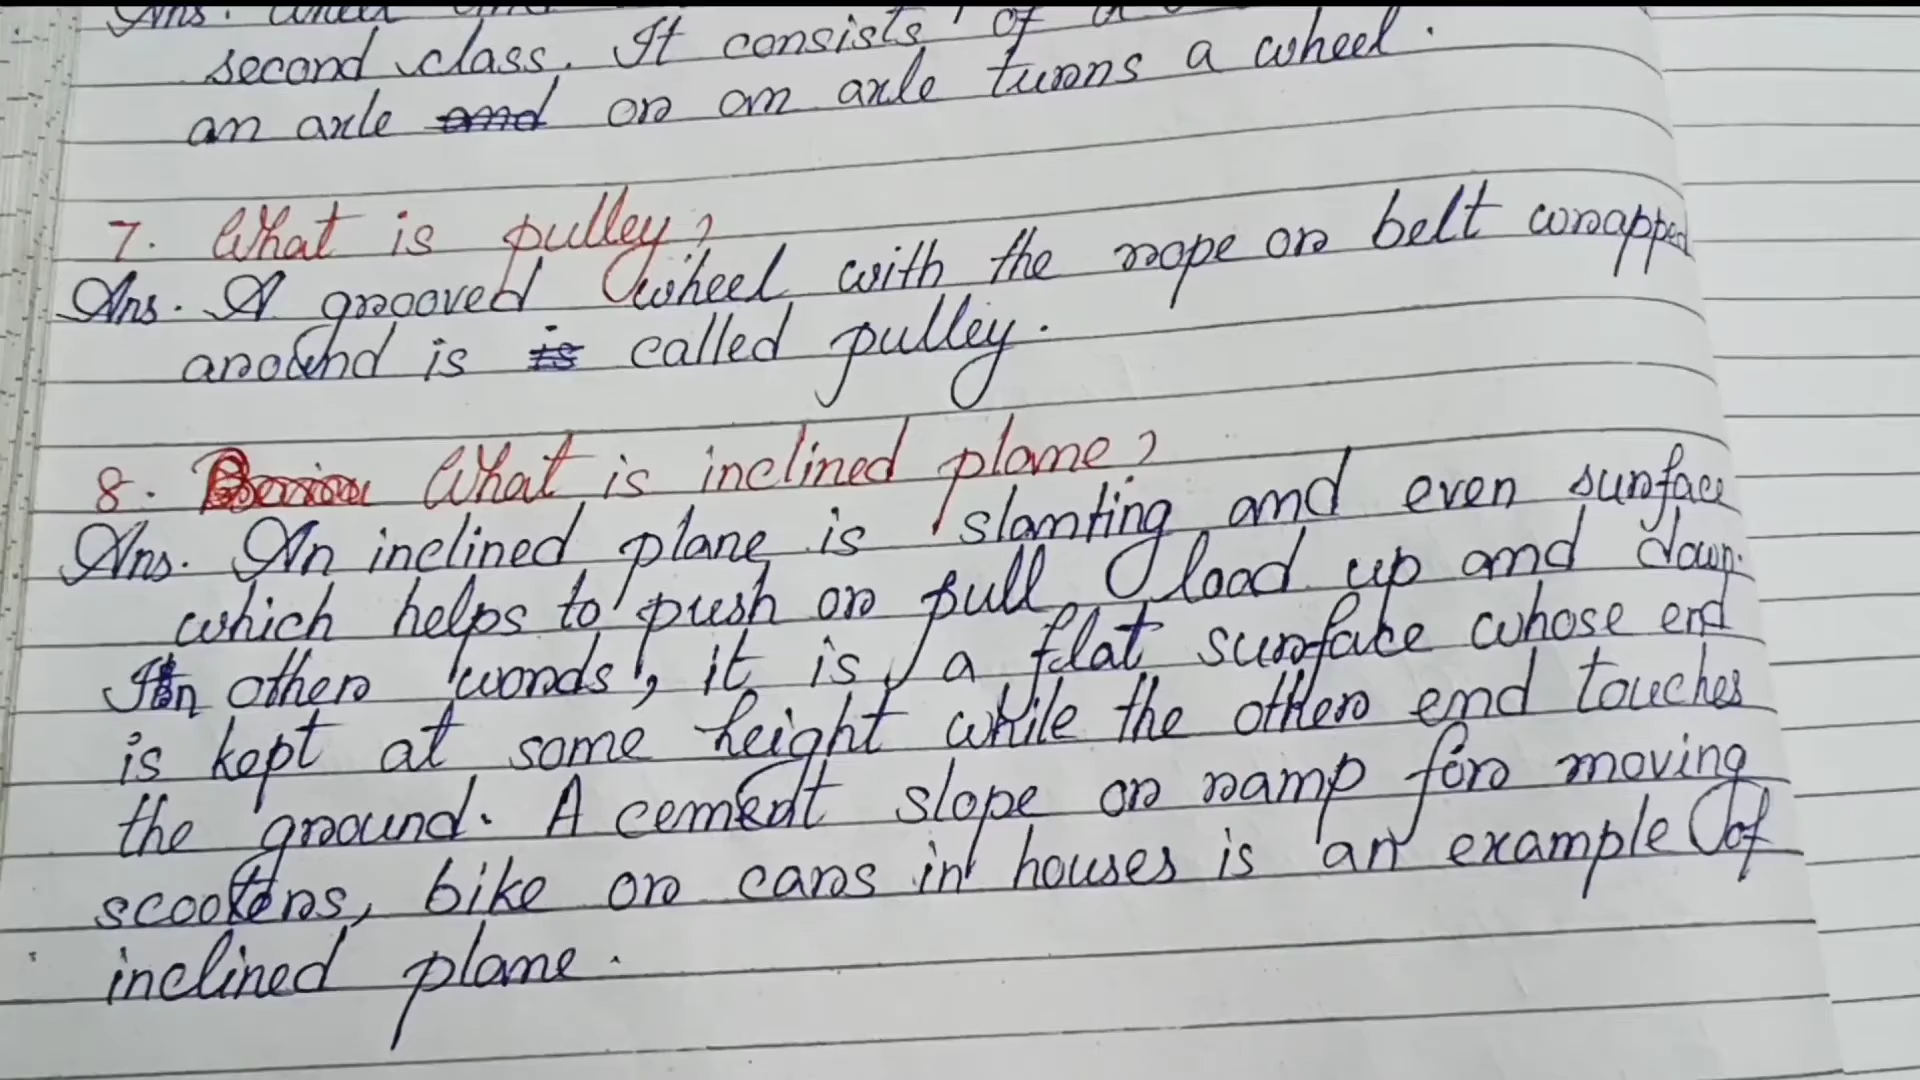 Ans. Wheel
second class. It consists of a
an axle and or an axle turns a wheel.
7. What is pulley?
Ans. A grooved wheel with the rope or belt wrapped
around is is called pulley.
8. What is inclined plane?
Ans. An inclined plane is slanting and even surface
which helps to push or pull load up and down.
In other words, it is a flat surface whose end
is kept at some height while the other end touches
the ground. A cement slope or ramp for moving
scooters, bike or cars in houses is an example of
inclined plane.